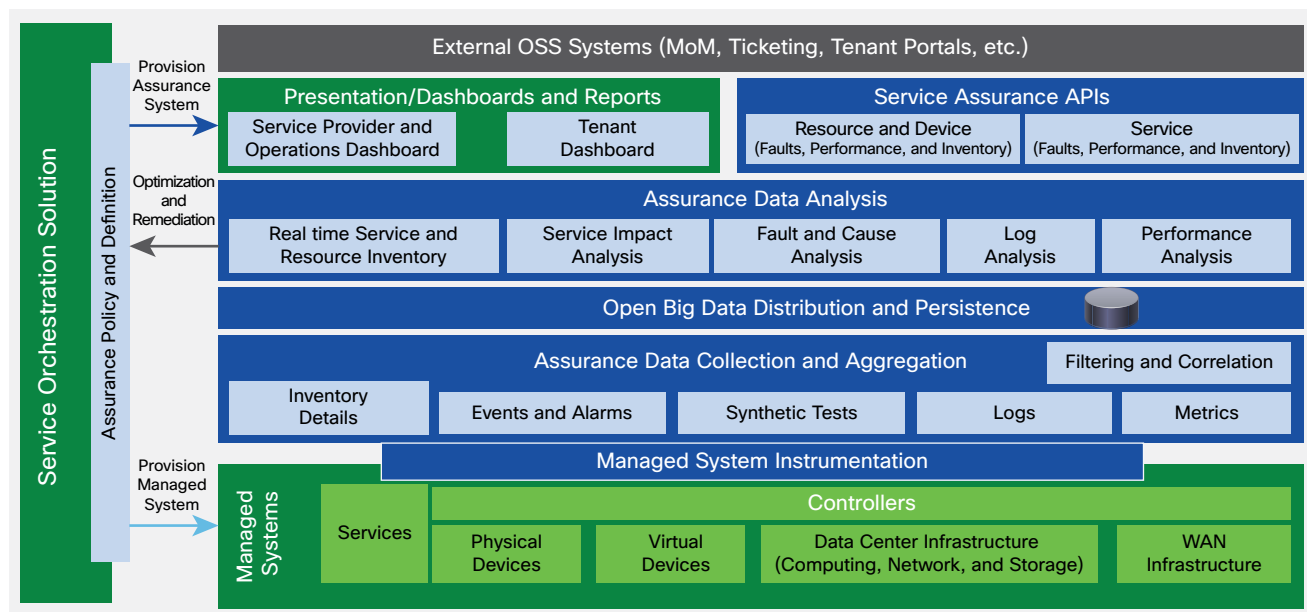 Service Orchestration Solution
Assurance Policy and Definition
Provision
Assurance
System
Optimization
and
Remediation
Provision
Managed
System
External OSS Systems (MoM, Ticketing, Tenant Portals, etc.)
Presentation/Dashboards and Reports
Service Provider and
Operations Dashboard
Tenant
Dashboard
Service Assurance APIs
Resource and Device
(Faults, Performance, and Inventory)
Service
(Faults, Performance, and Inventory)
Assurance Data Analysis
Real time Service and
Resource Inventory
Service Impact
Analysis
Fault and Cause
Analysis
Log
Analysis
Performance
Analysis
Open Big Data Distribution and Persistence
Assurance Data Collection and Aggregation
Filtering and Correlation
Inventory
Details
Events and Alarms
Synthetic Tests
Logs
Metrics
Managed System Instrumentation
Managed
Systems
Services
Controllers
Physical
Devices
Virtual
Devices
Data Center Infrastructure
(Computing, Network, and Storage)
WAN
Infrastructure